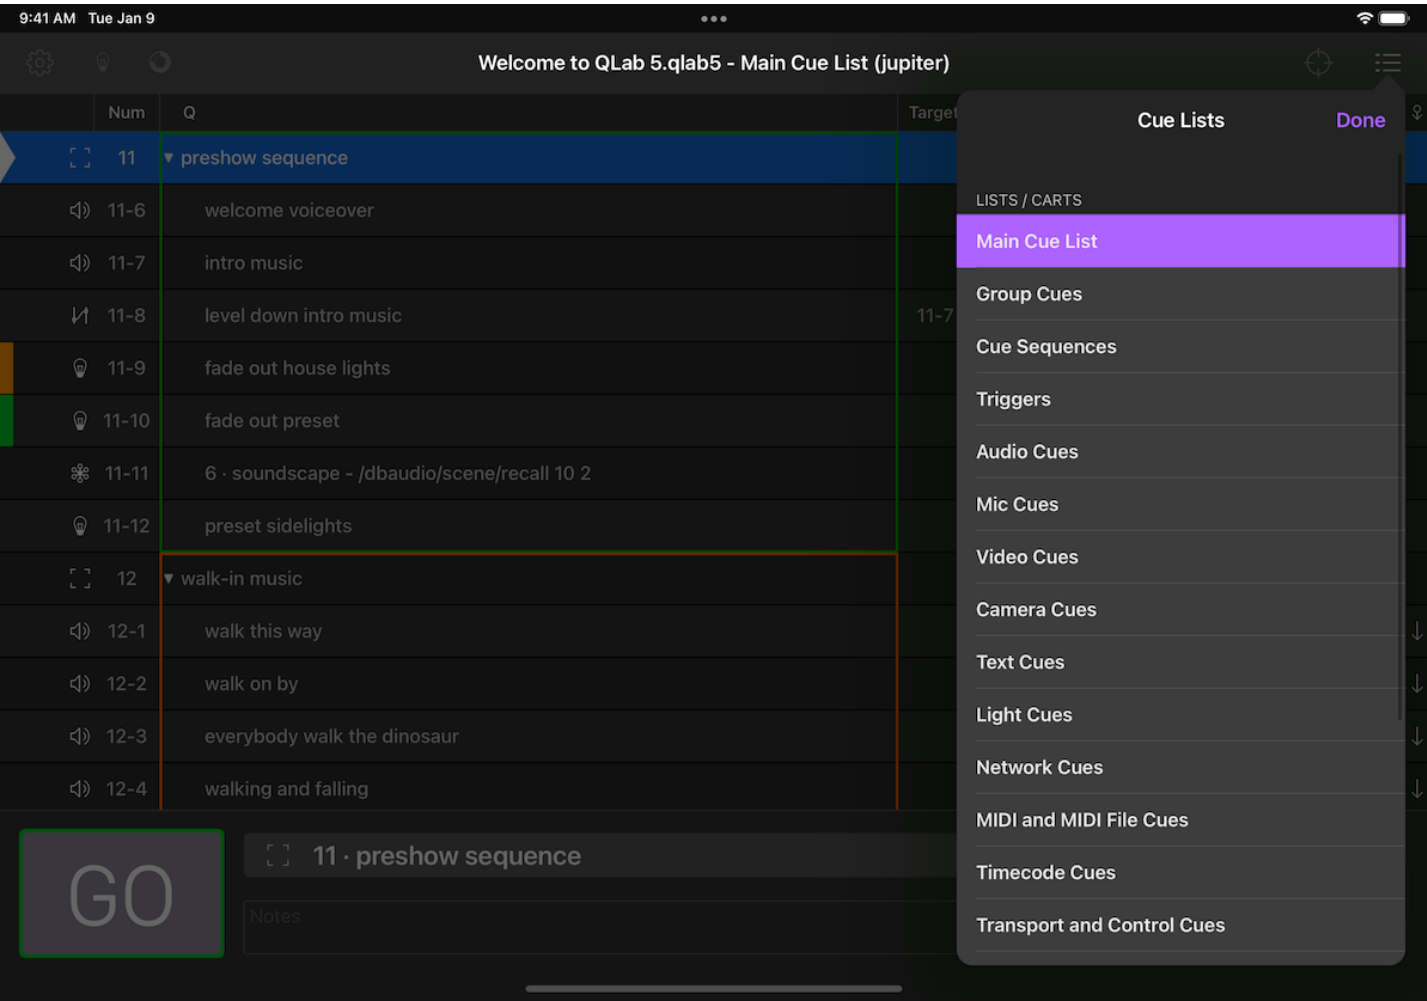 9:41 AM Tue Jan 9
Welcome to QLab 5.qlab5 - Main Cue List (jupiter)
Num Q Target
11 preshow sequence
11-6 welcome voiceover
11-7 intro music
11-8 level down intro music 11-7
11-9 fade out house lights
11-10 fade out preset
11-11 6 · soundscape - /dbaudio/scene/recall 10 2
11-12 preset sidelights
12 walk-in music
12-1 walk this way
12-2 walk on by
12-3 everybody walk the dinosaur
12-4 walking and falling
GO
11 · preshow sequence
Notes
Cue Lists Done
LISTS / CARTS
Main Cue List
Group Cues
Cue Sequences
Triggers
Audio Cues
Mic Cues
Video Cues
Camera Cues
Text Cues
Light Cues
Network Cues
MIDI and MIDI File Cues
Timecode Cues
Transport and Control Cues